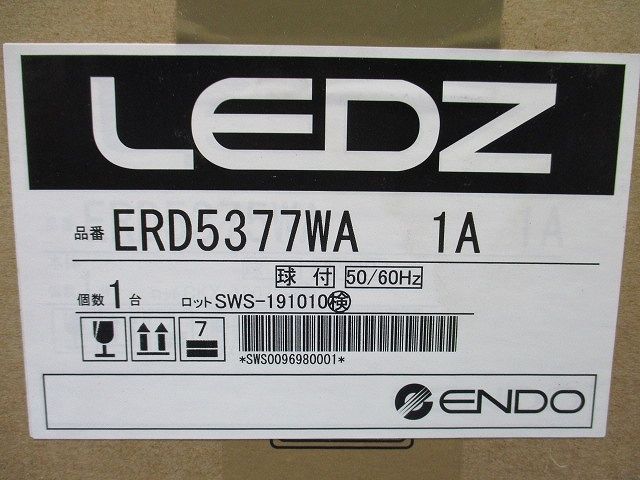 LEDZ
品番 ERD5377WA 1A
球付 50/60Hz
個数 1 台 ロット SWS-191010 検
7
*SWS0096980001*
ENDO